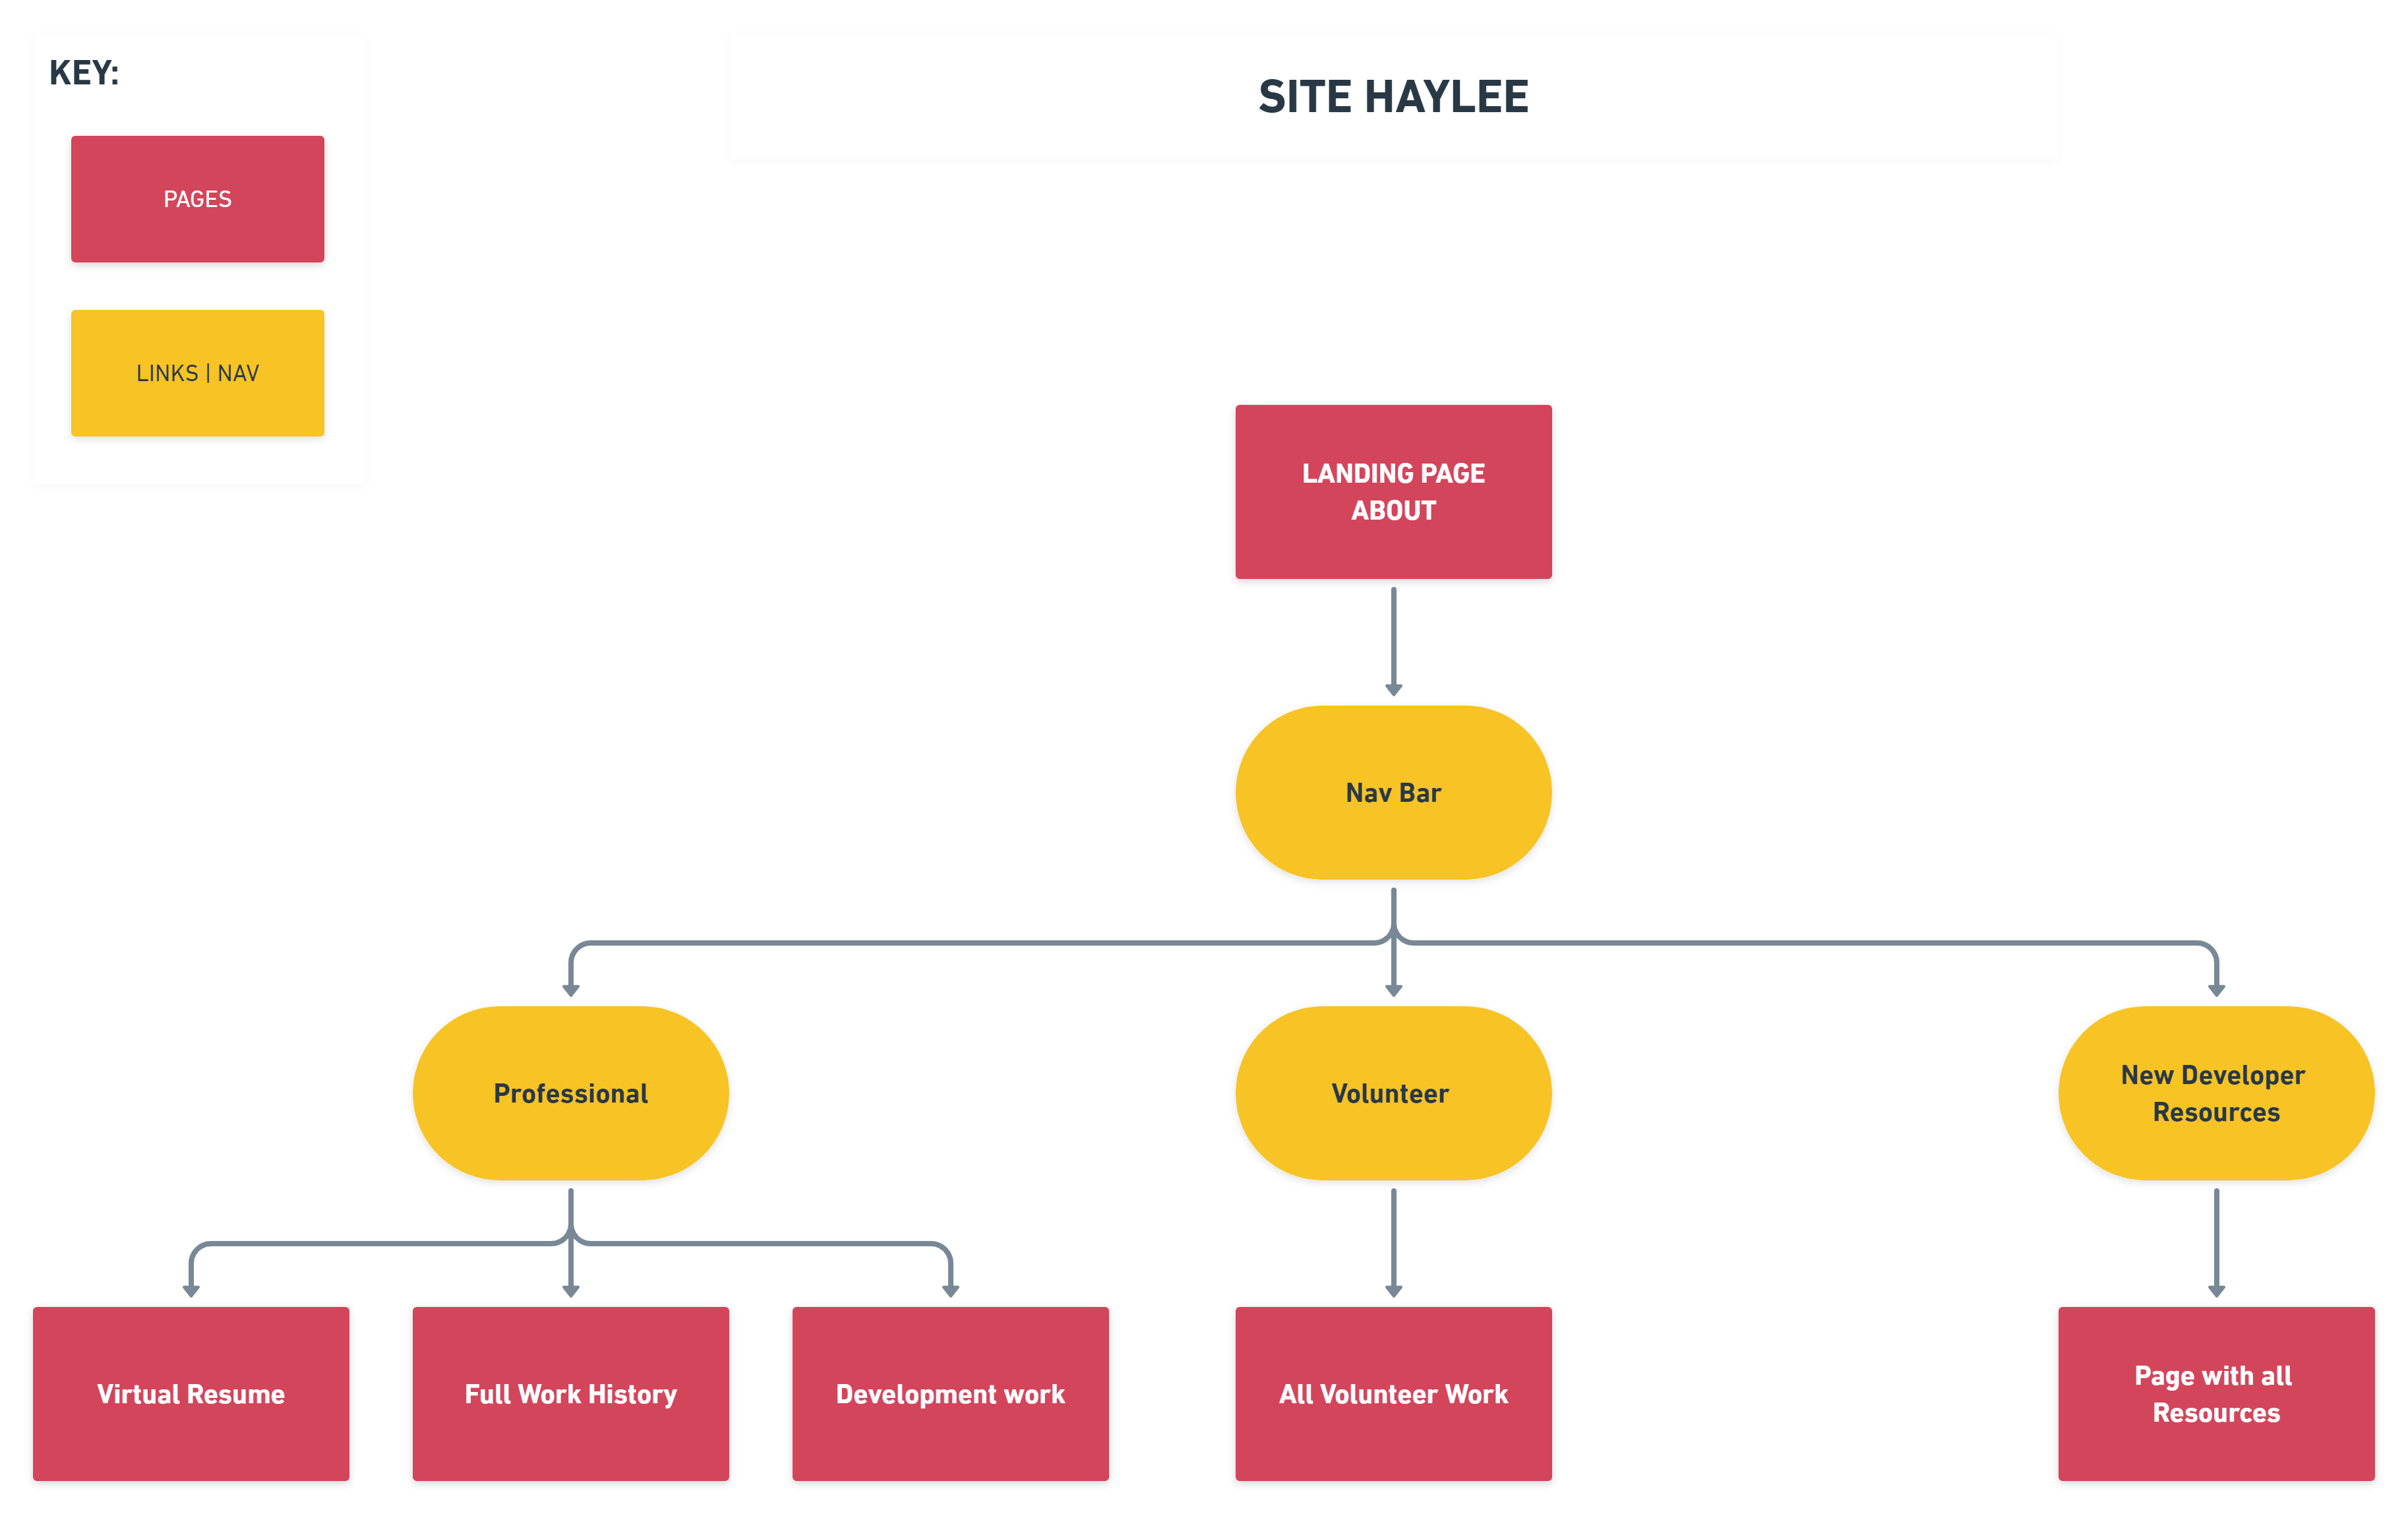 KEY:
SITE HAYLEE
PAGES
LINKS | NAV
LANDING PAGE
ABOUT
Nav Bar
Professional
Volunteer
New Developer
Resources
Virtual Resume
Full Work History
Development work
All Volunteer Work
Page with all
Resources